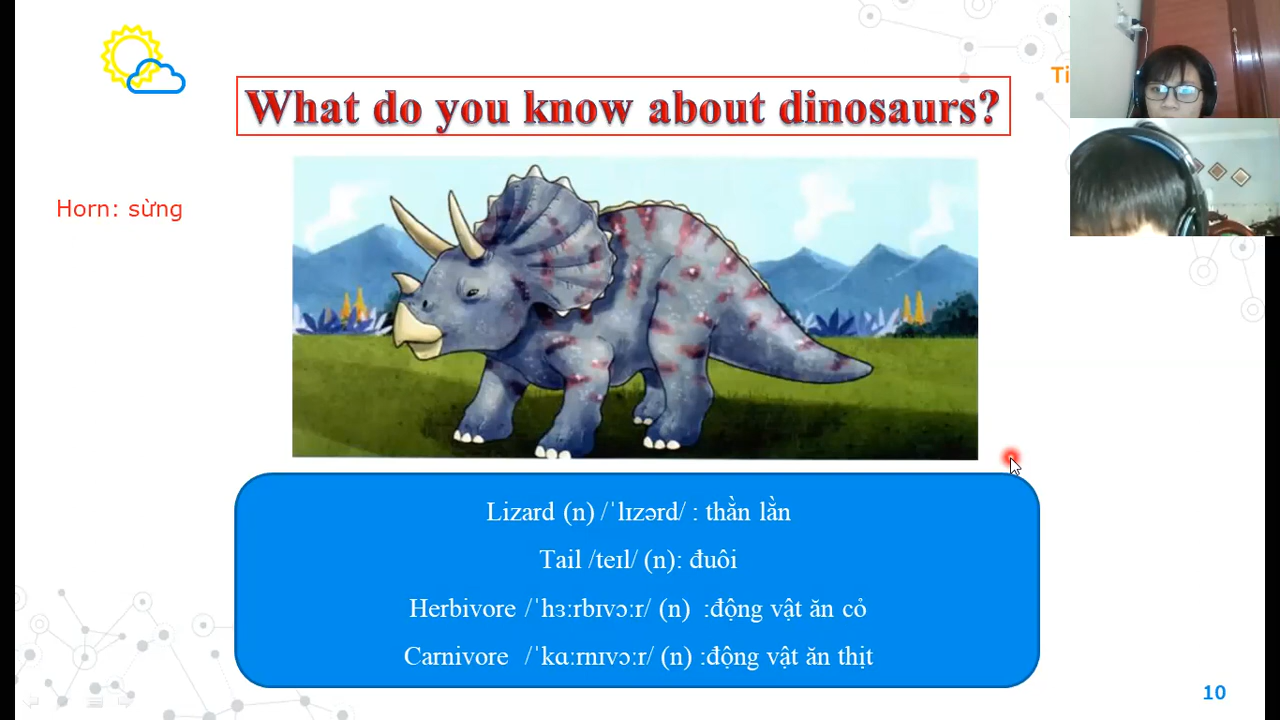 What do you know about dinosaurs?
Ti
Horn: sừng
Lizard (n) /ˈlɪzərd/ : thằn lằn
Tail /teɪl/ (n): đuôi
Herbivore /ˈhɜːrbɪvɔːr/ (n) :động vật ăn cỏ
Carnivore /ˈkɑːrnɪvɔːr/ (n) :động vật ăn thịt
10